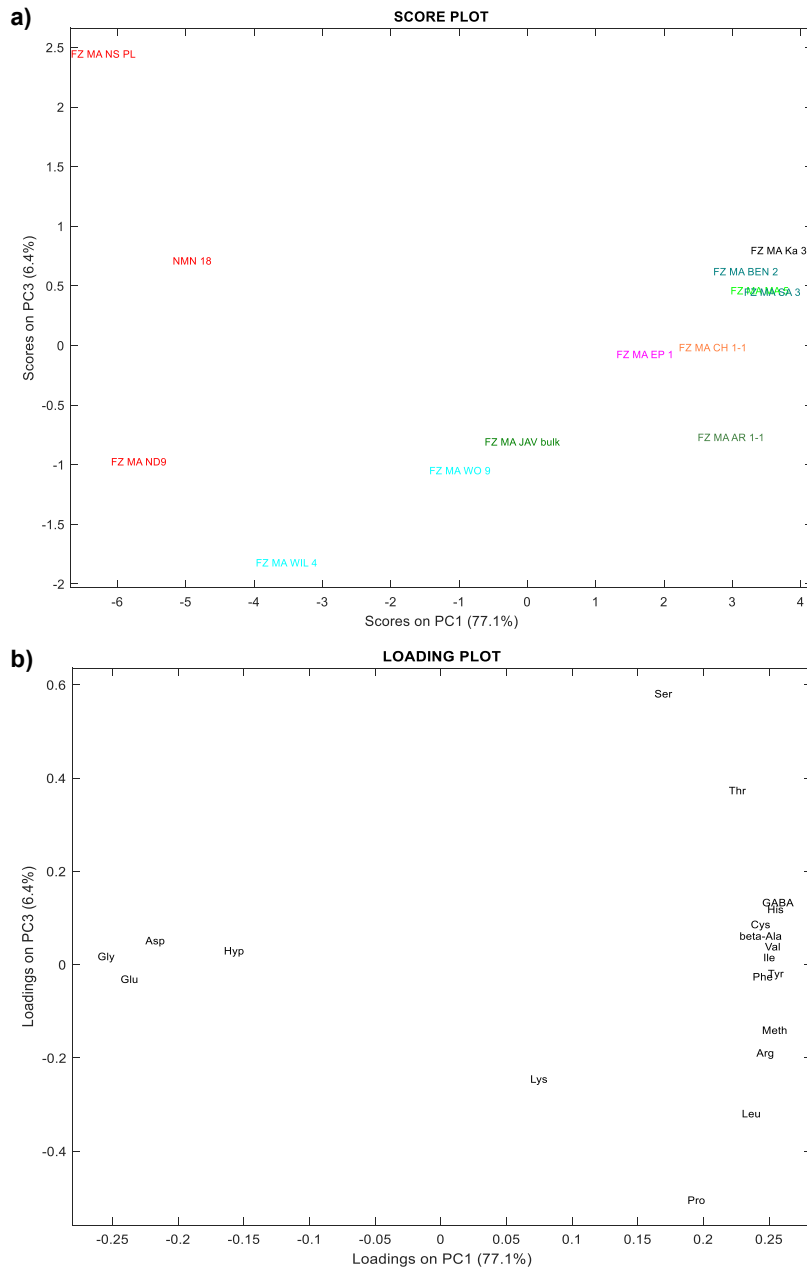 a)
SCORE PLOT
2.5
FZ MA NS PL
2
1.5
1
FZ MA Ka 3
NMN 18
FZ MA BEN 2
0.5
FZ MA
FZ MA SA 3
0
FZ MA CH 1-1
FZ MA EP 1
-0.5
FZ MA AR 1-1
FZ MA JAV bulk
-1
FZ MA ND9
FZ MA WO 9
-1.5
FZ MA WIL 4
-2
Scores on PC3 (6.4%)
-6 -5 -4 -3 -2 -1 0 1 2 3 4
Scores on PC1 (77.1%)
b)
LOADING PLOT
0.6
Ser
0.4
Thr
0.2
GABA
His
Cys
Asp
beta-Ala
Hyp
Val
Gly
Ile
0
Glu
Tyr
Phe
Meth
Arg
-0.2
Lys
Leu
-0.4
Pro
Loadings on PC3 (6.4%)
-0.25 -0.2 -0.15 -0.1 -0.05 0 0.05 0.1 0.15 0.2 0.25
Loadings on PC1 (77.1%)